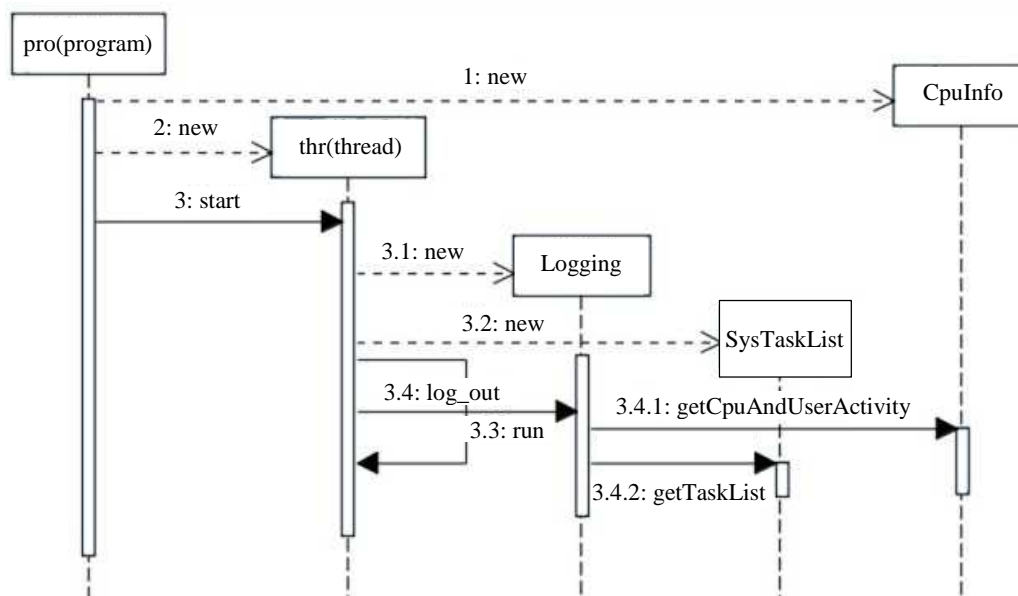 pro(program)
1: new
CpuInfo
2: new
thr(thread)
3: start
3.1: new
Logging
3.2: new
SysTaskList
3.4: log_out
3.4.1: getCpuAndUserActivity
3.3: run
3.4.2: getTaskList